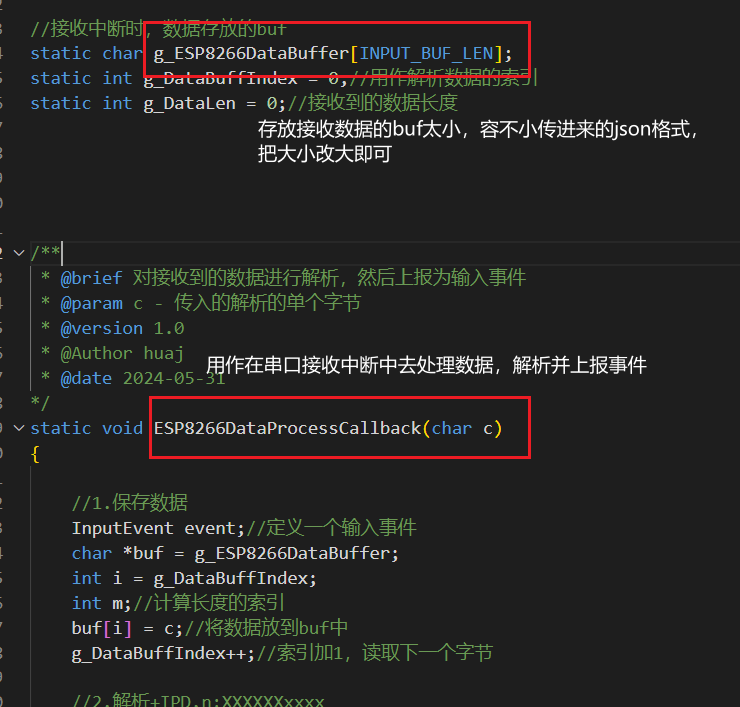 //接收中断时，数据存放的buf
static char g_ESP8266DataBuffer[INPUT_BUF_LEN];
static int g_DataBuffIndex = 0;//用作解析数据的索引
static int g_DataLen = 0;//接收到的数据长度
存放接收数据的buf太小，容不小传进来的json格式，
把大小改大即可
/**
* @brief 对接收到的数据进行解析，然后上报为输入事件
* @param c - 传入的解析的单个字节
* @version 1.0
* @Author huaj
用作在串口接收中断中去处理数据，解析并上报事件
* @date 2024-05-31
*/
static void ESP8266DataProcessCallback(char c)
{
//1.保存数据
InputEvent event;//定义一个输入事件
char *buf = g_ESP8266DataBuffer;
int i = g_DataBuffIndex;
int m;//计算长度的索引
buf[i] = c;//将数据放到buf中
g_DataBuffIndex++;//索引加1，读取下一个字节
//2.解析+IPD,n:XXXXXXxxxx